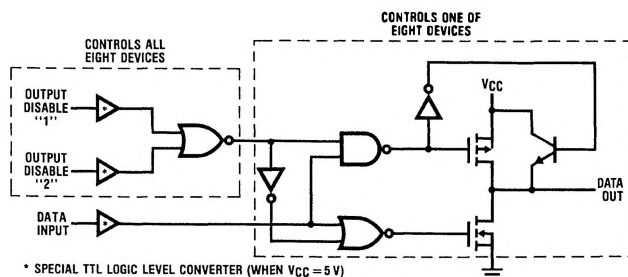 CONTROLS ONE OF
EIGHT DEVICES
CONTROLS ALL
EIGHT DEVICES
OUTPUT
DISABLE
"1"
*
OUTPUT
DISABLE
"2"
*
DATA
INPUT
*
VCC
DATA
OUT
* SPECIAL TTL LOGIC LEVEL CONVERTER (WHEN VCC = 5 V)